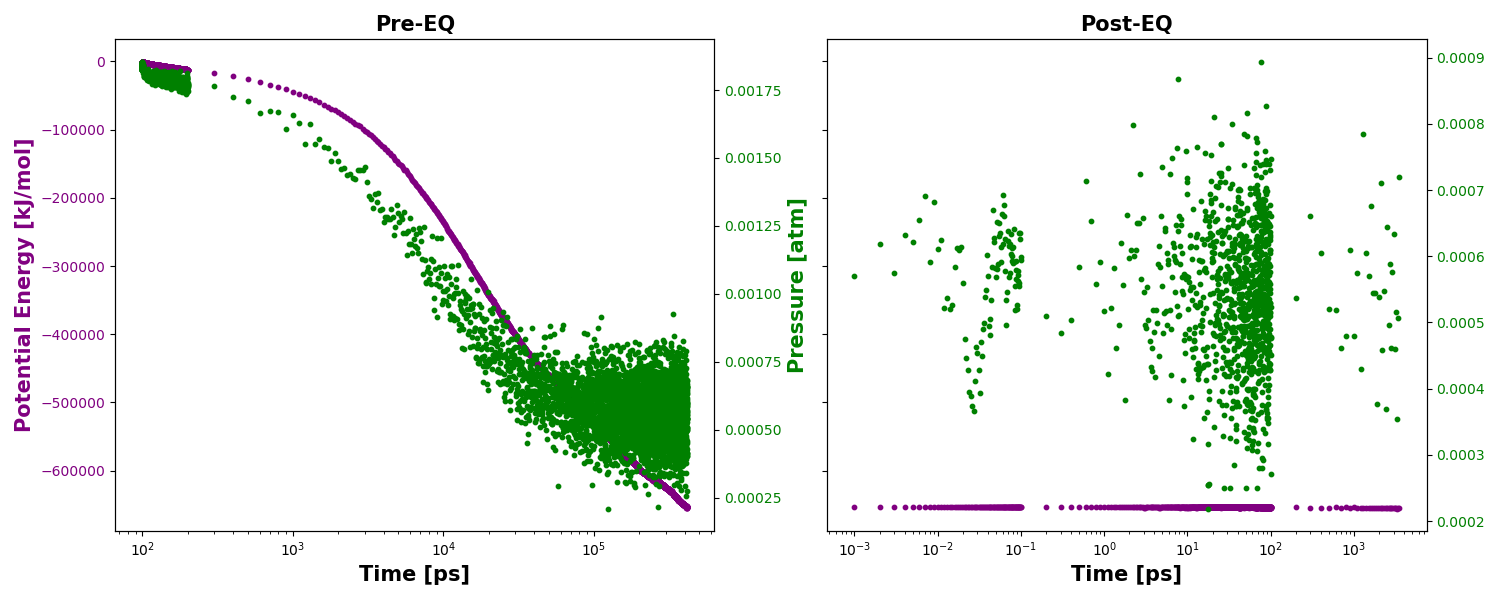 Pre-EQ
Post-EQ
Potential Energy [kJ/mol]
0
−100000
−200000
−300000
−400000
−500000
−600000
0.00175
0.00150
0.00125
0.00100
0.00075
0.00050
0.00025
10² 10³ 10⁴ 10⁵
Time [ps]
Pressure [atm]
0.0009
0.0008
0.0007
0.0006
0.0005
0.0004
0.0003
0.0002
10⁻³ 10⁻² 10⁻¹ 10⁰ 10¹ 10² 10³
Time [ps]